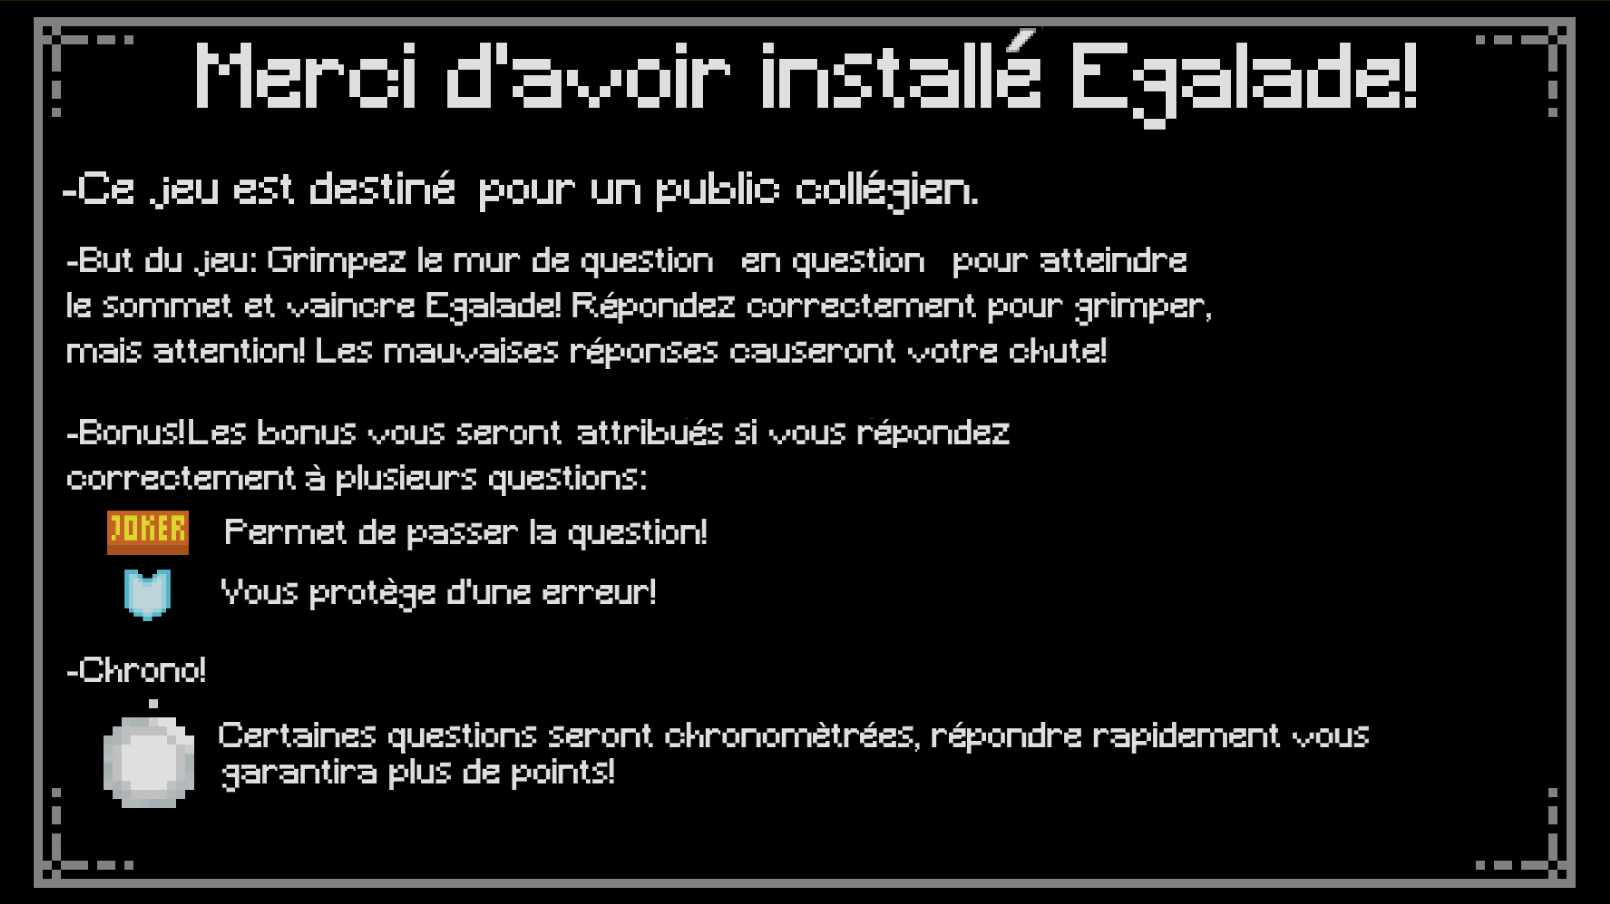 Merci d'avoir installé Egalade!
-Ce jeu est destiné pour un public collégien.
-But du jeu: Grimpez le mur de question en question pour atteindre
le sommet et vaincre Egalade! Répondez correctement pour grimper,
mais attention! Les mauvaises réponses causeront votre chute!
-Bonus!Les bonus vous seront attribués si vous répondez
correctement à plusieurs questions:
JOKER Permet de passer la question!
Vous protège d'une erreur!
-Chrono!
Certaines questions seront chronomètrées, répondre rapidement vous
garantira plus de points!